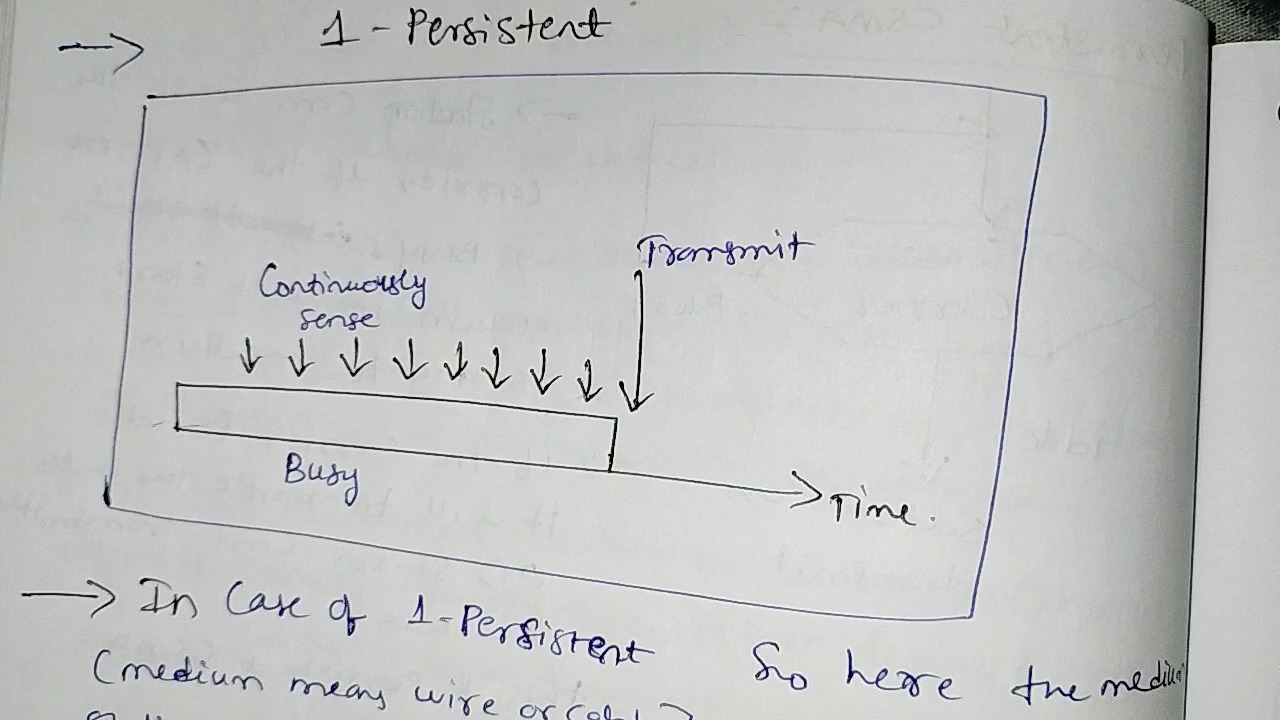 → 1-Persistent
Transmit
Continuously
sense
Busy
Time.
→ In Case of 1-Persistent So here the medium
(medium means wire or